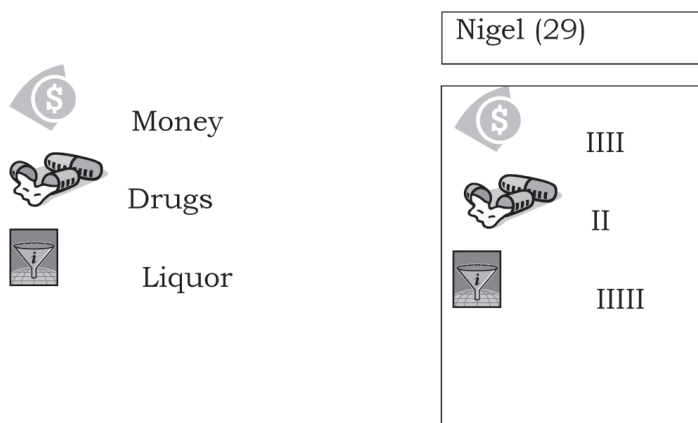 Nigel (29)
$
Money
$
IIII
Drugs
II
i
Liquor
i
IIIII